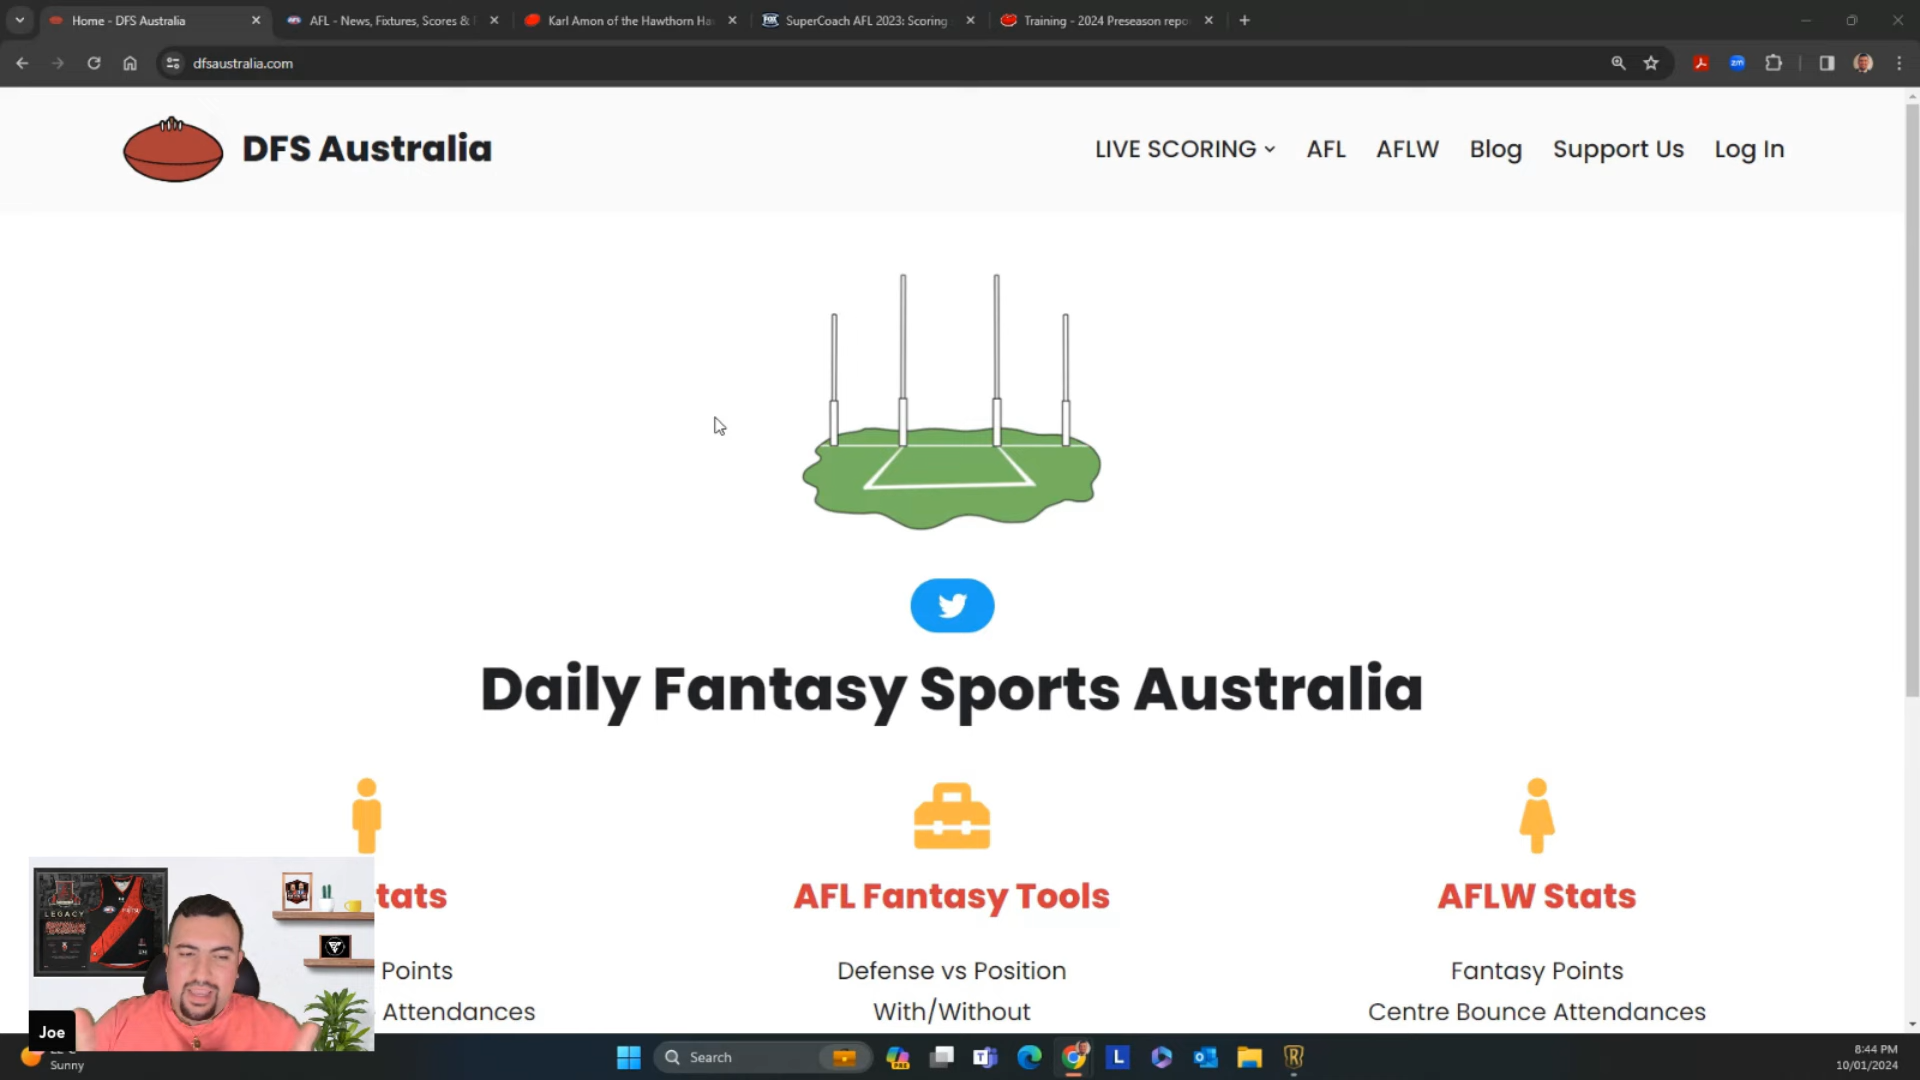 Home - DFS Australia
AFL - News, Fixtures, Scores &
Karl Amon of the Hawthorn Ha
SuperCoach AFL 2023: Scoring
Training - 2024 Preseason repo
dfsaustralia.com
zm
DFS Australia
LIVE SCORING
AFL
AFLW
Blog
Support Us
Log In
Daily Fantasy Sports Australia
tats
AFL Fantasy Tools
AFLW Stats
Points
Defense vs Position
Fantasy Points
Attendances
With/Without
Centre Bounce Attendances
LEGACY
Joe
Sunny
Search
PRE
L
8:44 PM
10/01/2024